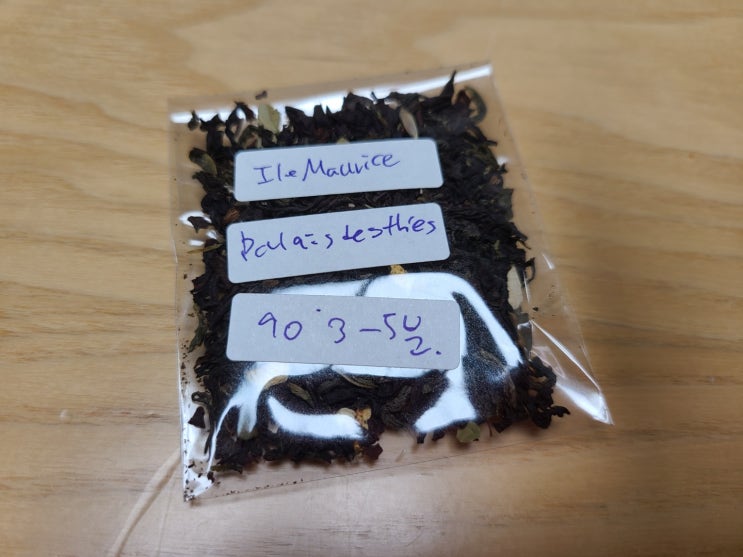 Ile Maurice
Palais des thés
90° 3-5